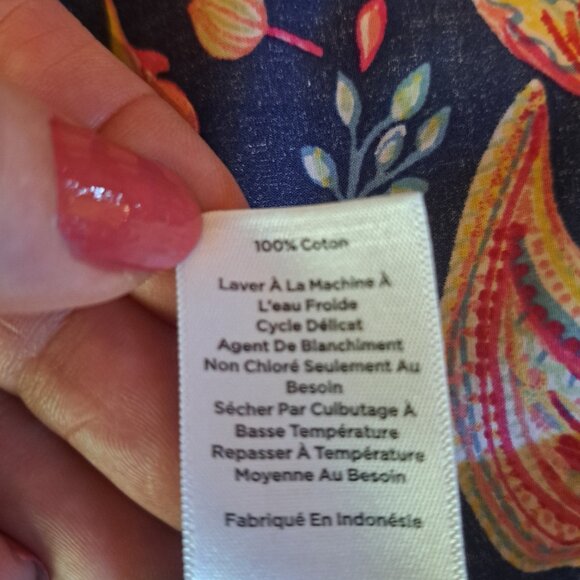 100% Coton
Laver À La Machine À
L'eau Froide
Cycle Délicat
Agent De Blanchiment
Non Chloré Seulement Au
Besoin
Sécher Par Culbutage À
Basse Température
Repasser À Température
Moyenne Au Besoin
Fabriqué En Indonésie